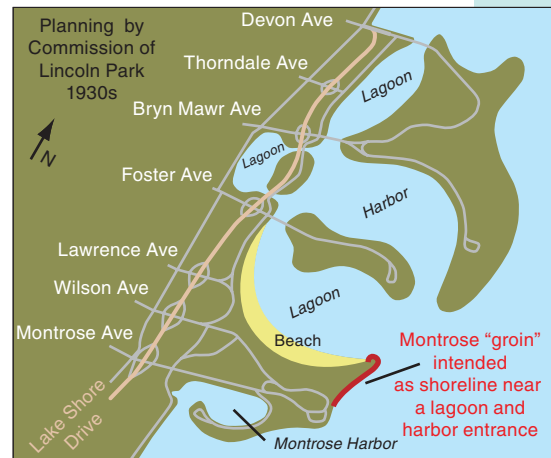 Planning by
Commission of
Lincoln Park
1930s
N
Devon Ave
Thorndale Ave
Bryn Mawr Ave
Foster Ave
Lawrence Ave
Wilson Ave
Montrose Ave
Lake Shore
Drive
Lagoon
Lagoon
Harbor
Lagoon
Beach
Montrose "groin"
intended
as shoreline near
a lagoon and
harbor entrance
Montrose Harbor